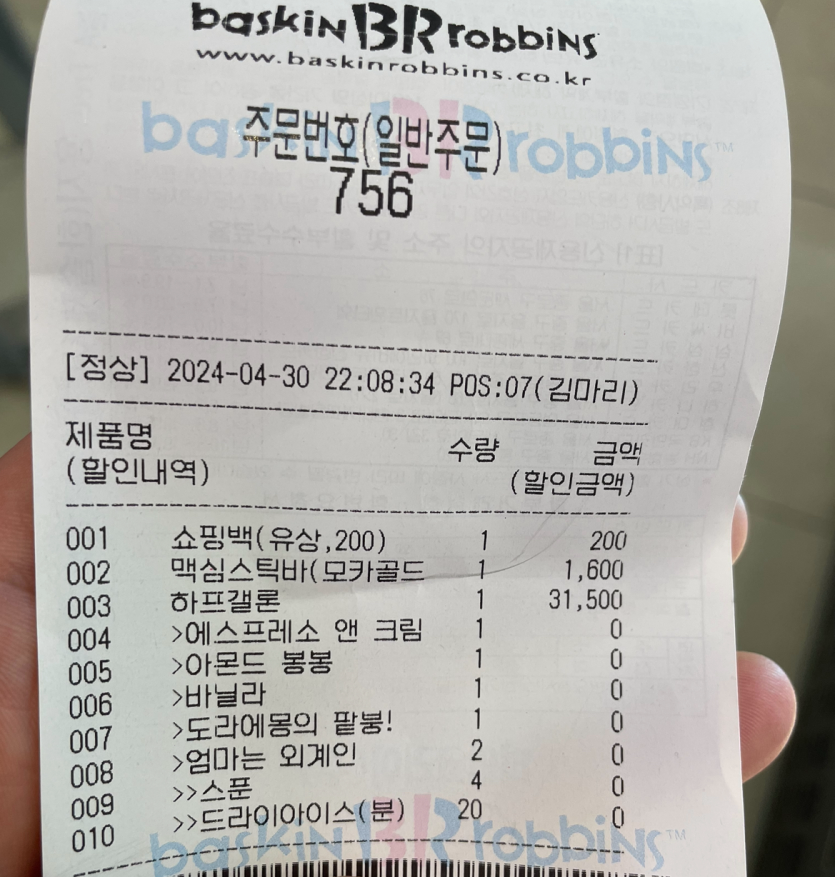 baskin BR robbins
www.baskinrobbins.co.kr
baskin BR robbins™
주문번호(일반주문)
756
[정상] 2024-04-30 22:08:34 POS:07(김마리)
제품명 수량 금액
(할인내역) (할인금액)
001 쇼핑백(유상,200) 1 200
002 맥심스틱바(모카골드 1 1,600
003 하프갤론 1 31,500
004 >에스프레소 앤 크림 1 0
005 >아몬드 봉봉 1 0
006 >바닐라 1 0
007 >도라에몽의 팥붕! 1 0
008 >엄마는 외계인 2 0
009 >>스푼 4 0
010 >>드라이아이스(분) 20 0
baskin BR robbins™